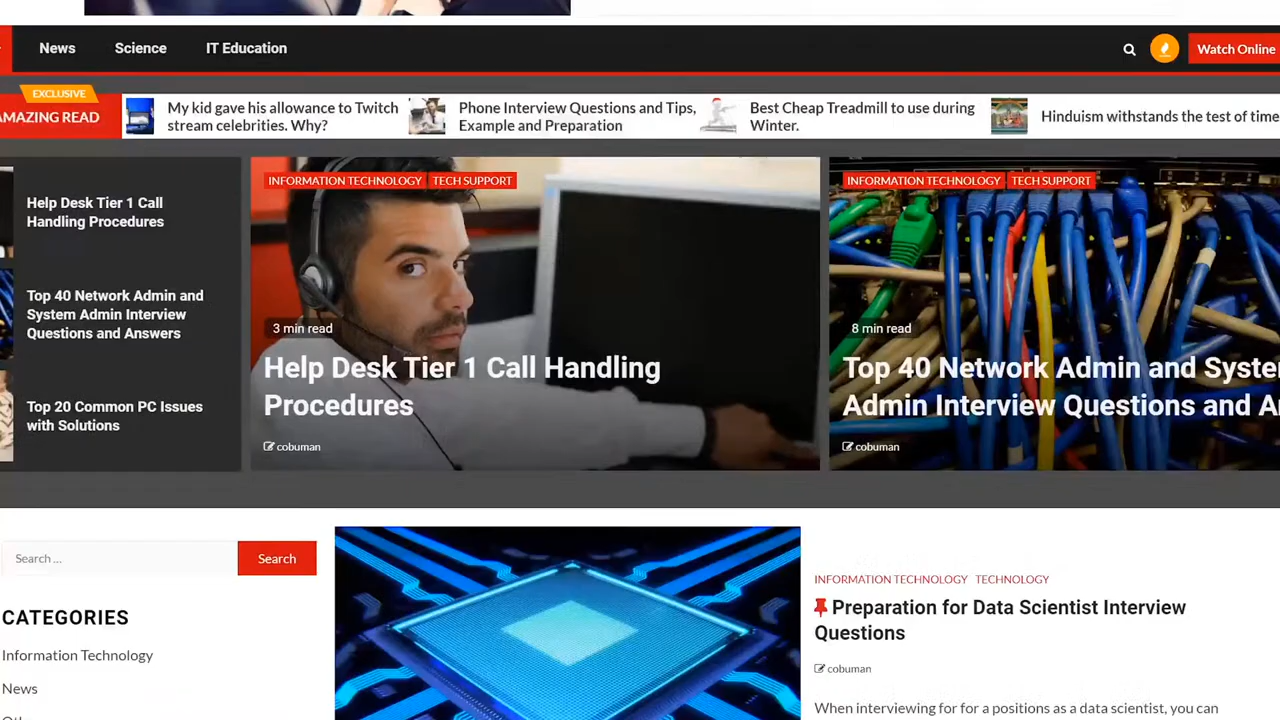 News
Science
IT Education
Watch Online
EXCLUSIVE
AMAZING READ
My kid gave his allowance to Twitch
stream celebrities. Why?
Phone Interview Questions and Tips,
Example and Preparation
Best Cheap Treadmill to use during
Winter.
Hinduism withstands the test of time
Help Desk Tier 1 Call
Handling Procedures
Top 40 Network Admin and
System Admin Interview
Questions and Answers
Top 20 Common PC Issues
with Solutions
INFORMATION TECHNOLOGY
TECH SUPPORT
3 min read
Help Desk Tier 1 Call Handling
Procedures
cobuman
INFORMATION TECHNOLOGY
TECH SUPPORT
8 min read
Top 40 Network Admin and Syste
Admin Interview Questions and A
cobuman
Search ...
Search
CATEGORIES
Information Technology
News
INFORMATION TECHNOLOGY
TECHNOLOGY
Preparation for Data Scientist Interview
Questions
cobuman
When interviewing for for a positions as a data scientist, you can